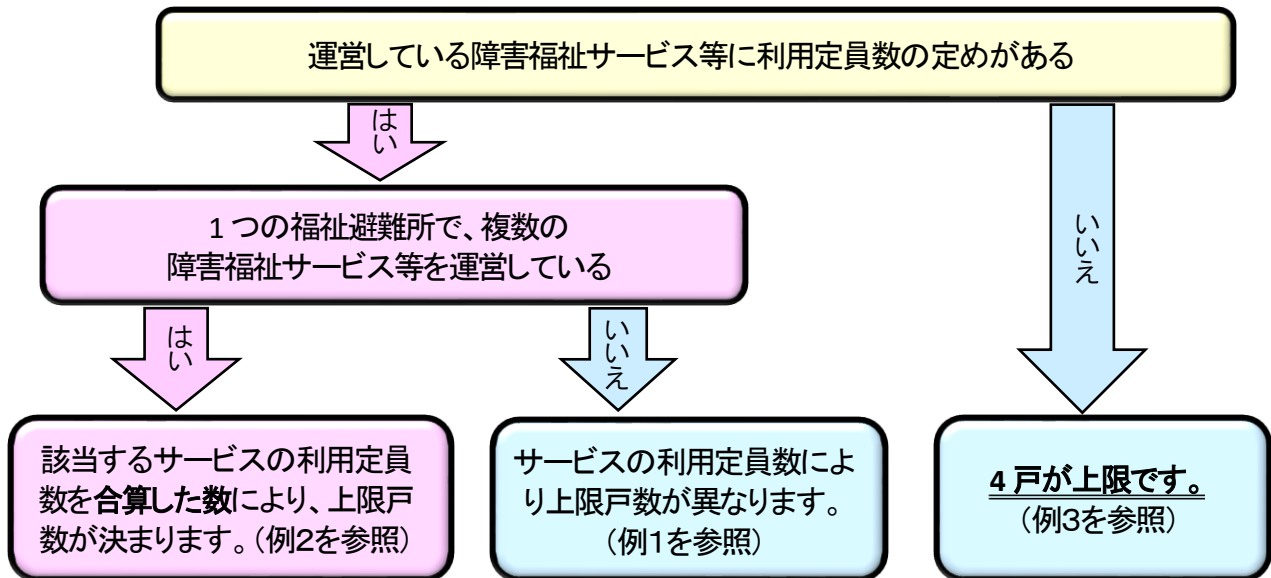 運営している障害福祉サービス等に利用定員数の定めがある
はい
いいえ
1つの福祉避難所で、複数の
障害福祉サービス等を運営している
はい
いいえ
該当するサービスの利用定員
数を合算した数により、上限戸
数が決まります。（例2を参照）
サービスの利用定員数によ
り上限戸数が異なります。
（例1を参照）
4戸が上限です。
（例3を参照）